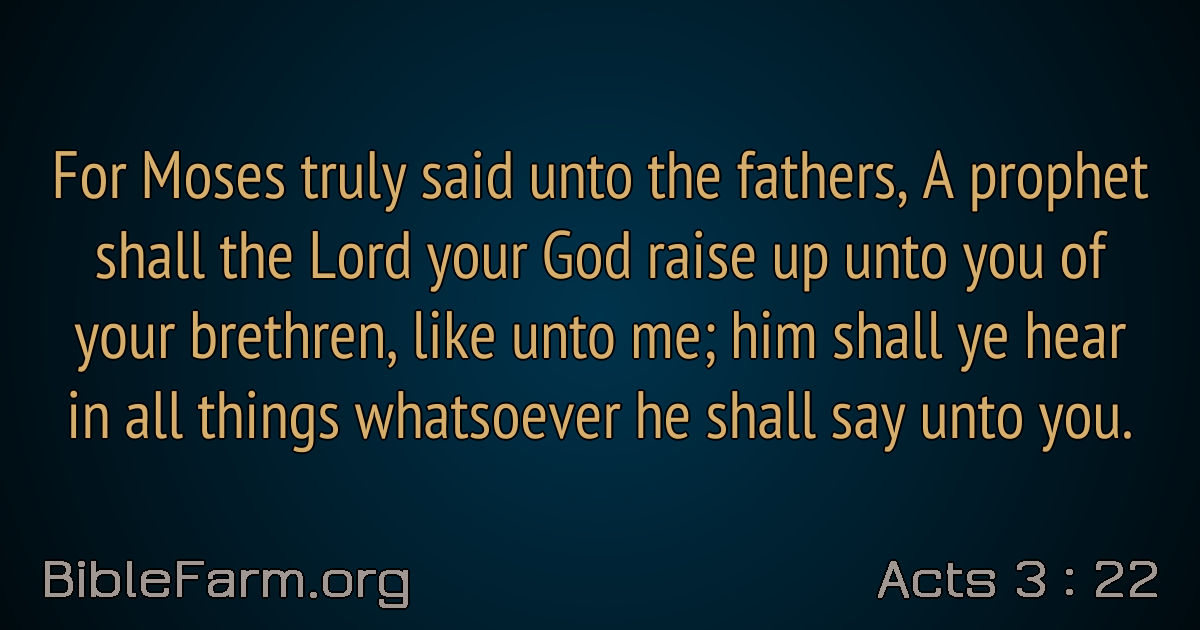 For Moses truly said unto the fathers, A prophet
shall the Lord your God raise up unto you of
your brethren, like unto me; him shall ye hear
in all things whatsoever he shall say unto you.
BibleFarm.org
Acts 3 : 22